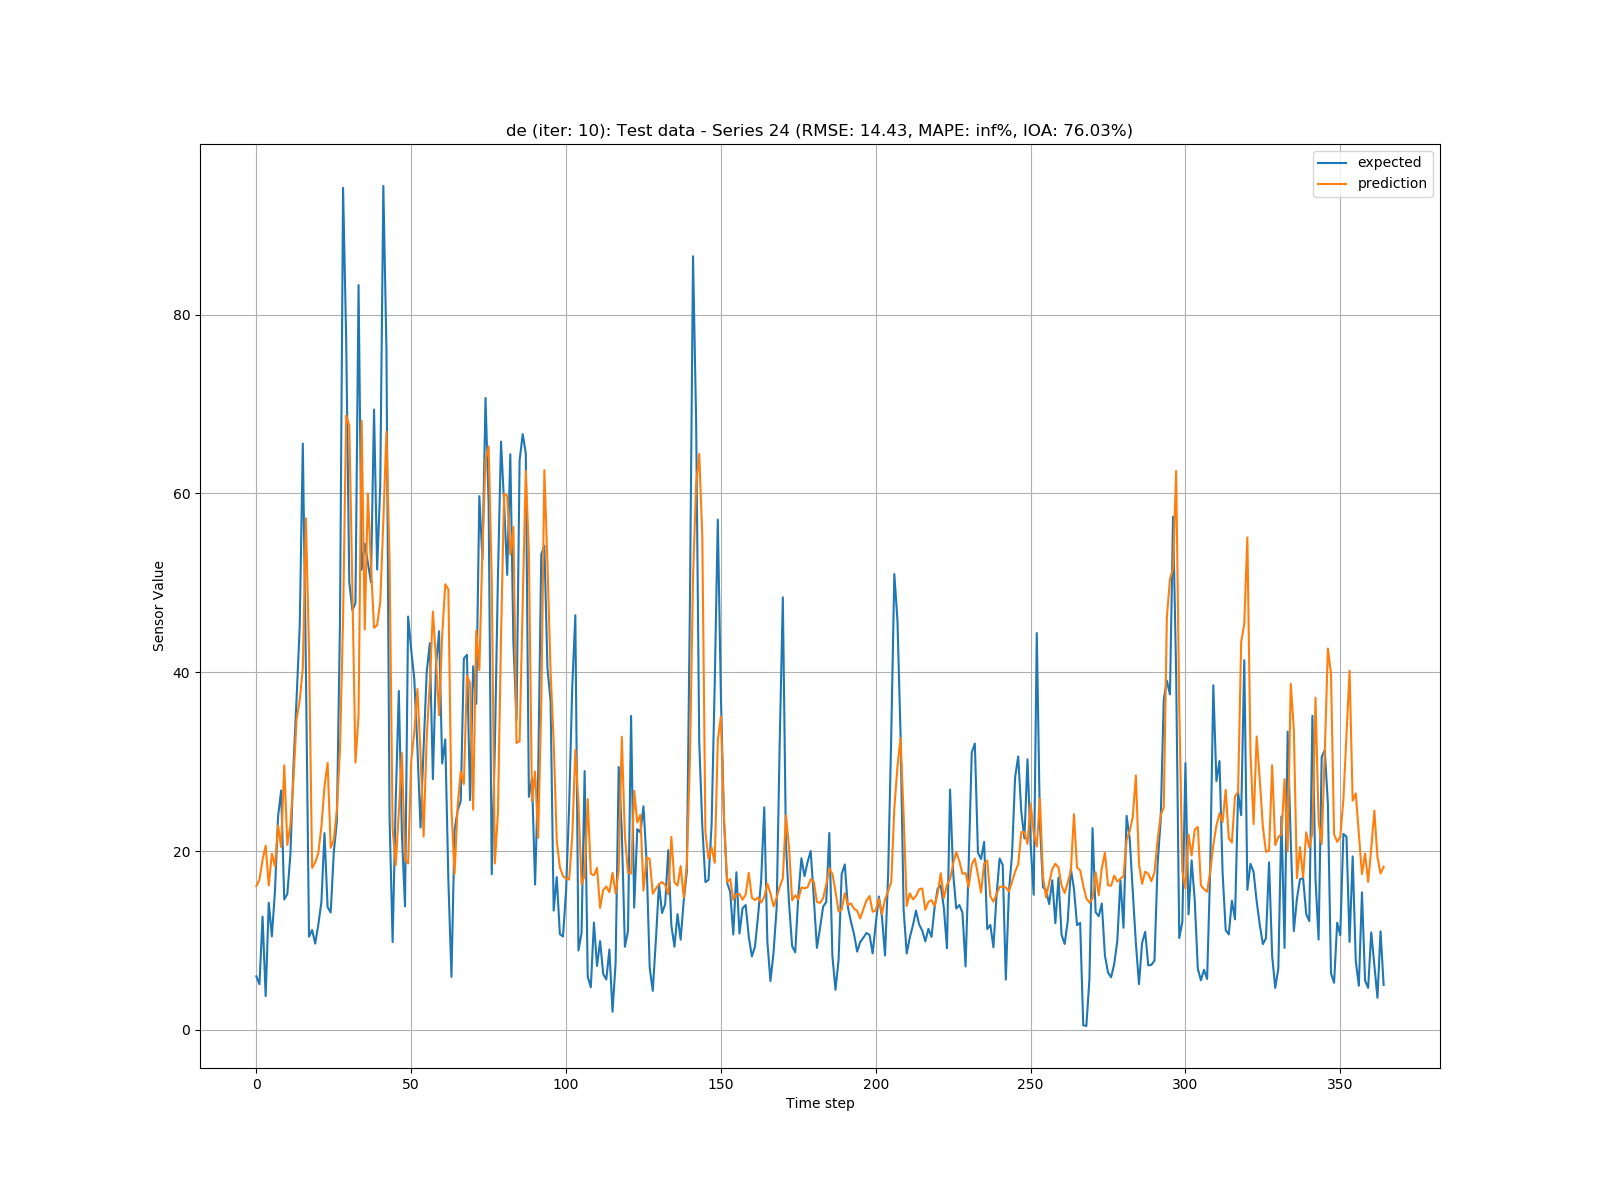 de (iter: 10): Test data - Series 24 (RMSE: 14.43, MAPE: inf%, IOA: 76.03%)
expected
prediction
Sensor Value
80
60
40
20
0
0 50 100 150 200 250 300 350
Time step